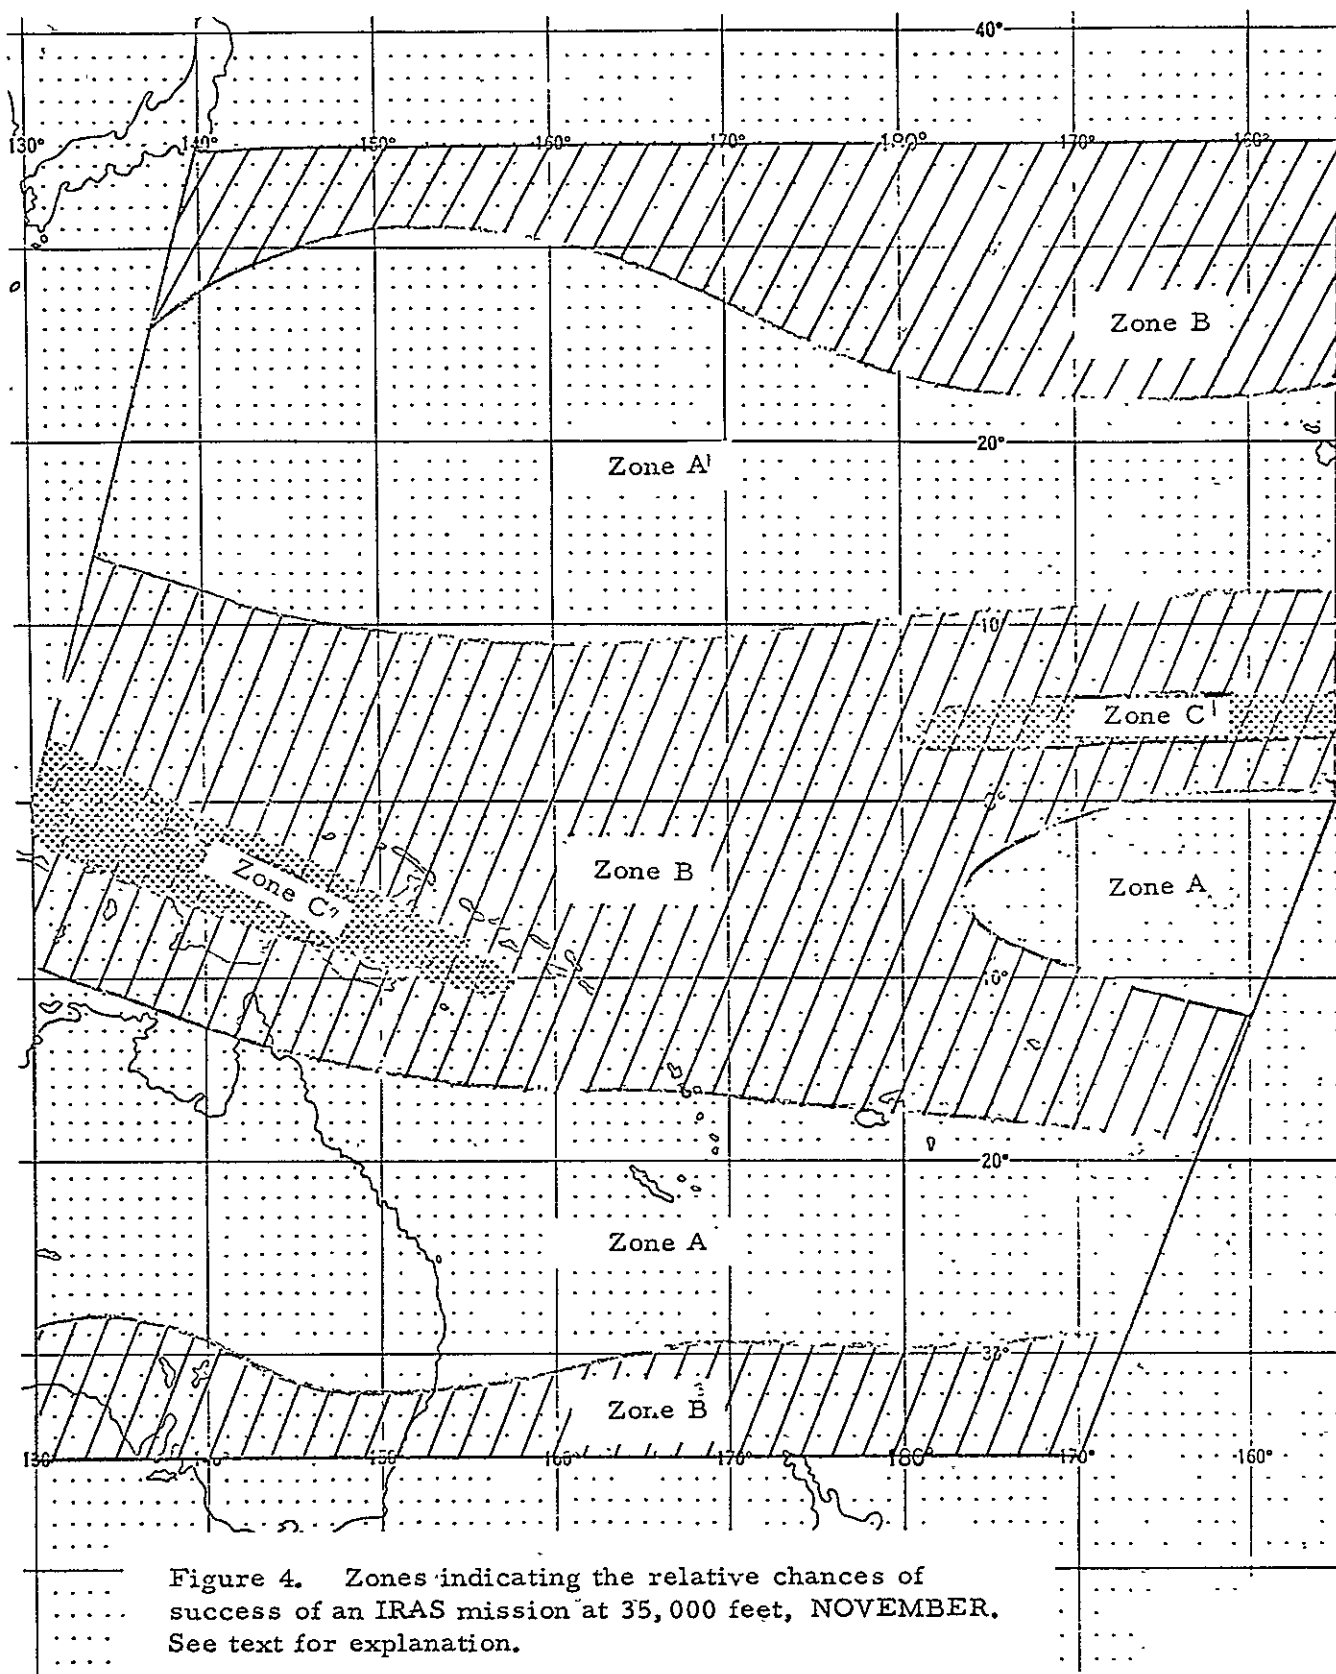 40°
130° 140° 150° 160° 170° 180° 170° 160°
Zone B
20°
Zone A
10
Zone C
0°
Zone B
Zone C
Zone A
10°
20°
Zone A
30°
Zone B
130 140° 150° 160° 170° 180° 170° 160°
Figure 4. Zones indicating the relative chances of
success of an IRAS mission at 35,000 feet, NOVEMBER.
See text for explanation.